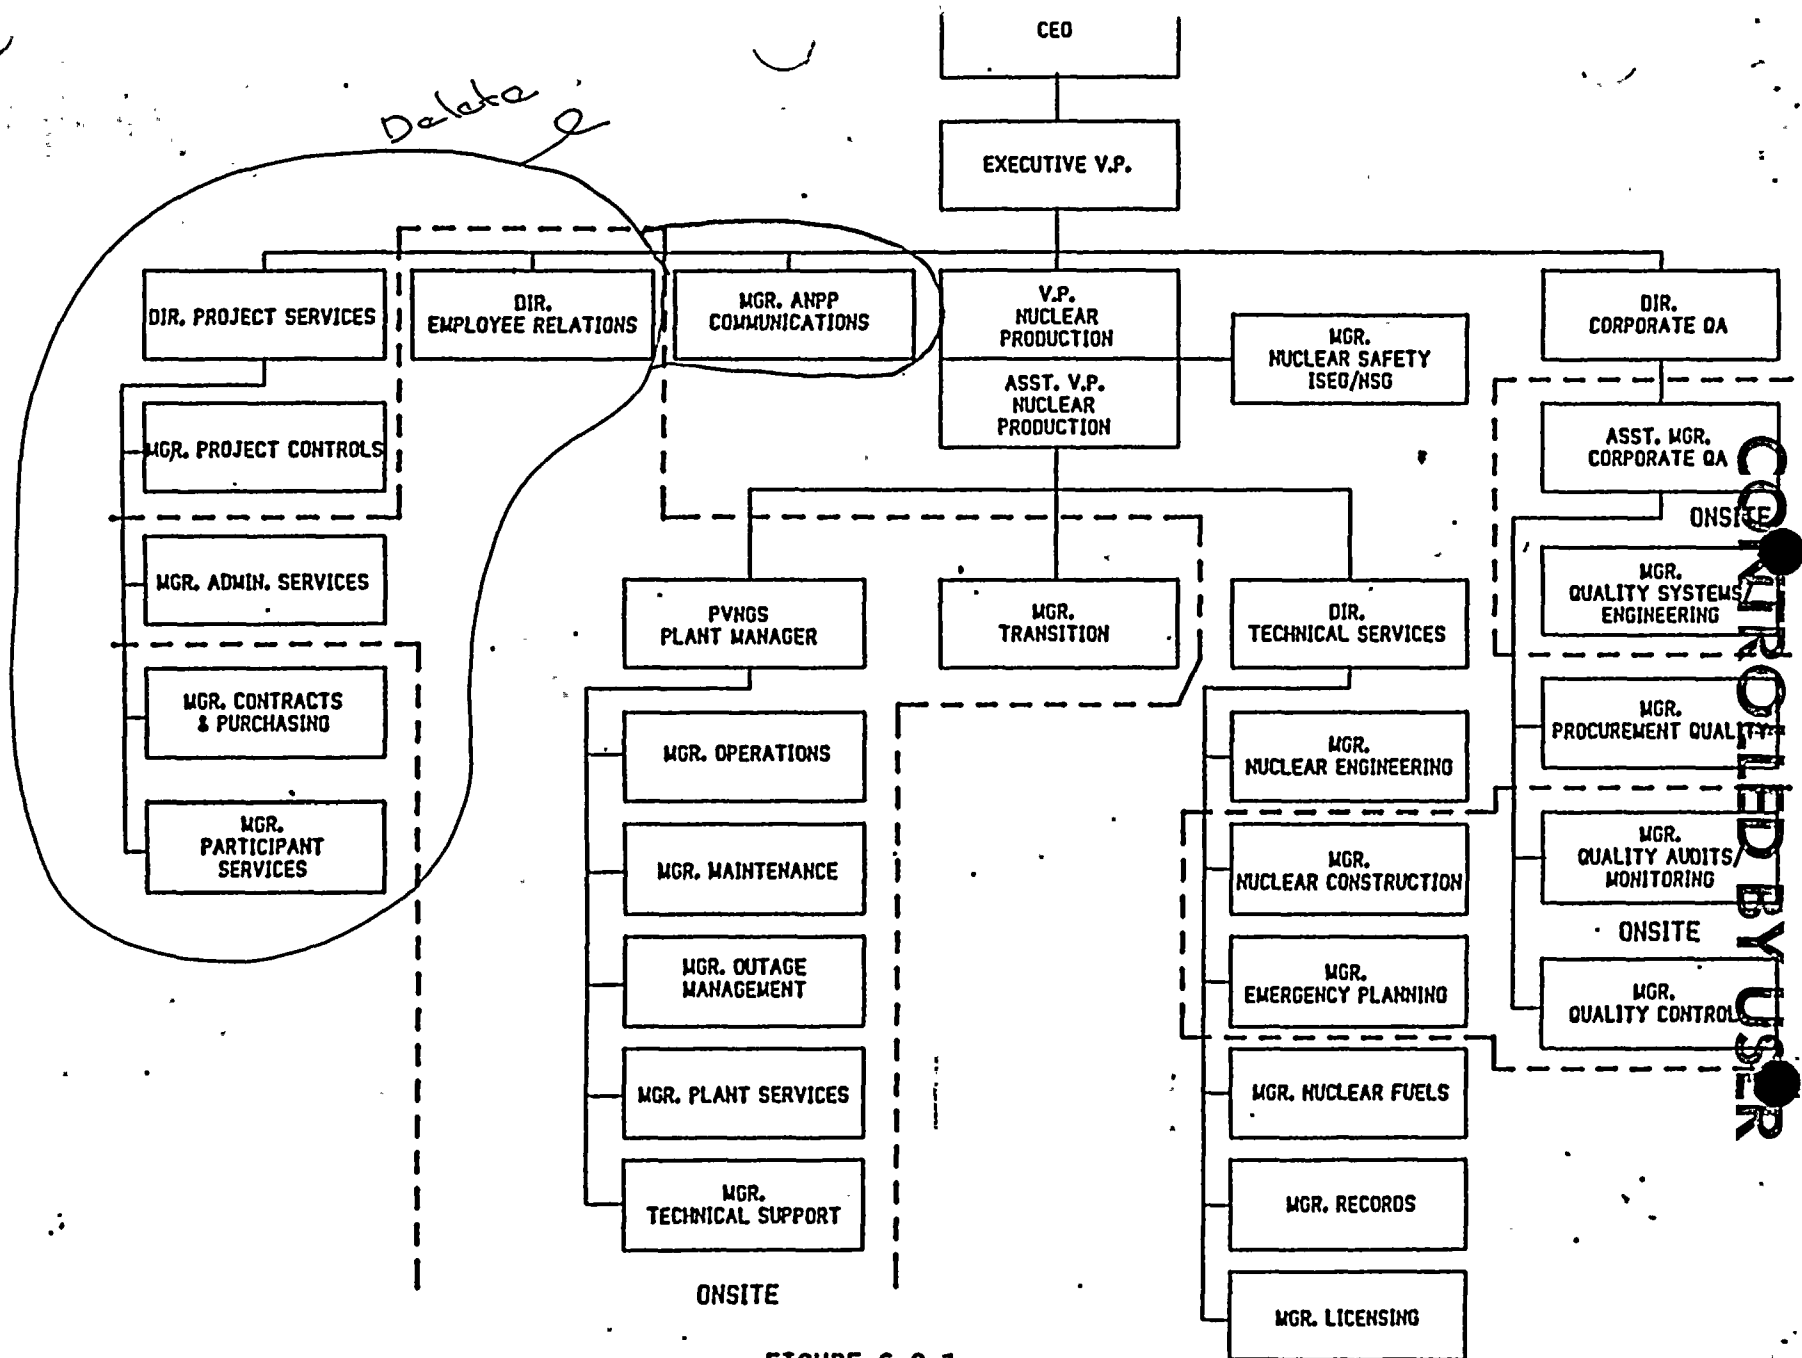 CEO
EXECUTIVE V.P.
Delete
DIR. PROJECT SERVICES
DIR.
EMPLOYEE RELATIONS
MGR. ANPP
COMMUNICATIONS
V.P.
NUCLEAR
PRODUCTION
ASST. V.P.
NUCLEAR
PRODUCTION
MGR.
NUCLEAR SAFETY
ISEG/NSG
DIR.
CORPORATE QA
MGR. PROJECT CONTROLS
MGR. ADMIN. SERVICES
MGR. CONTRACTS
& PURCHASING
MGR.
PARTICIPANT
SERVICES
PVNGS
PLANT MANAGER
MGR. OPERATIONS
MGR. MAINTENANCE
MGR. OUTAGE
MANAGEMENT
MGR. PLANT SERVICES
MGR.
TECHNICAL SUPPORT
ONSITE
MGR.
TRANSITION
DIR.
TECHNICAL SERVICES
MGR.
NUCLEAR ENGINEERING
MGR.
NUCLEAR CONSTRUCTION
MGR.
EMERGENCY PLANNING
MGR. NUCLEAR FUELS
MGR. RECORDS
MGR. LICENSING
ASST. MGR.
CORPORATE QA
ONSITE
MGR.
QUALITY SYSTEMS/
ENGINEERING
MGR.
PROCUREMENT QUALITY
MGR.
QUALITY AUDITS/
MONITORING
ONSITE
MGR.
QUALITY CONTROL
CONTROLLED BY USER